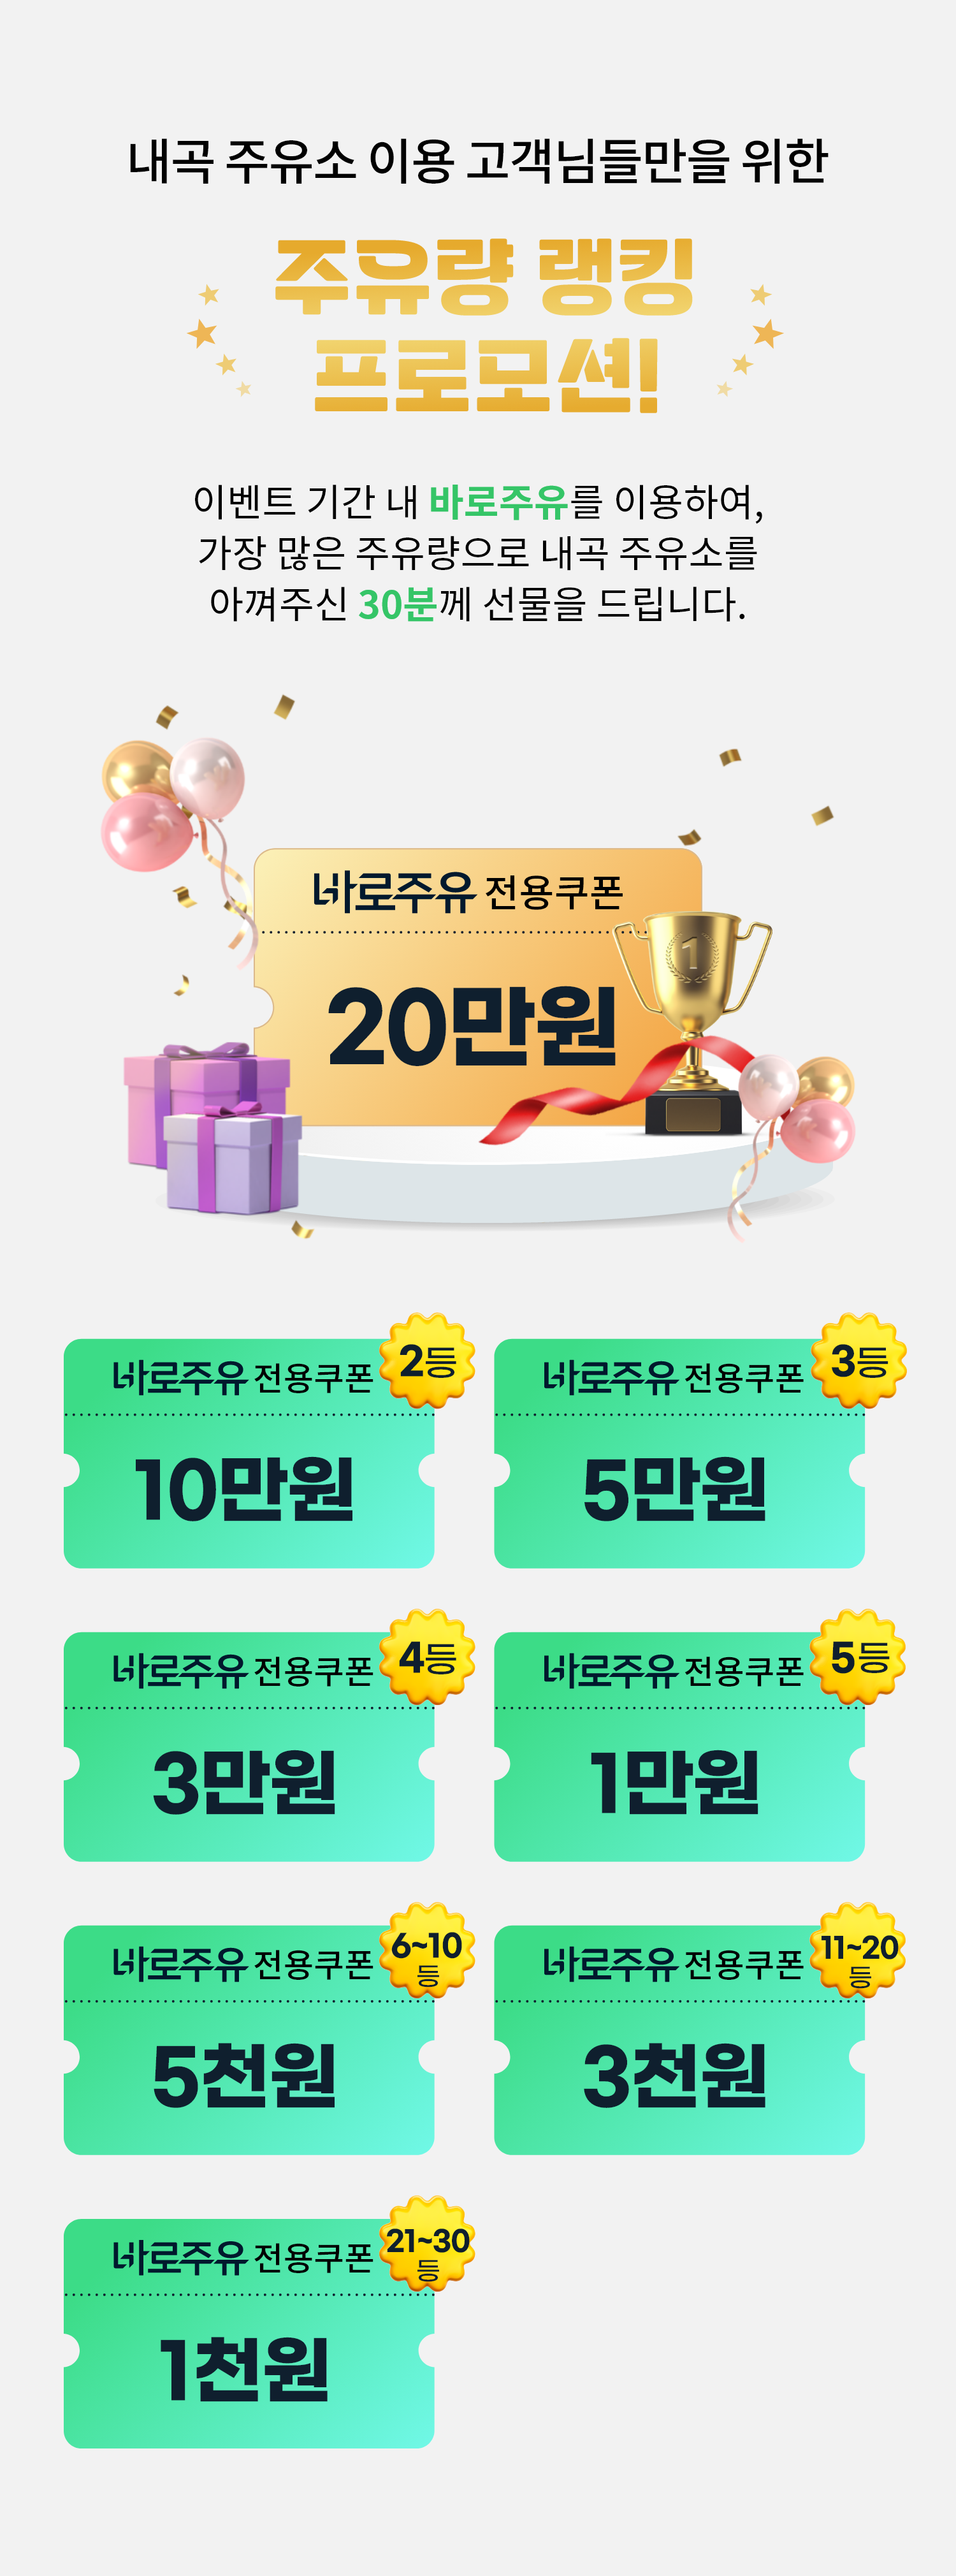 내곡 주유소 이용 고객님들만을 위한
주유량 랭킹
프로모션!
이벤트 기간 내 바로주유를 이용하여,
가장 많은 주유량으로 내곡 주유소를
아껴주신 30분께 선물을 드립니다.
바로주유 전용쿠폰
20만원
1
바로주유 전용쿠폰
2등
10만원
바로주유 전용쿠폰
3등
5만원
바로주유 전용쿠폰
4등
3만원
바로주유 전용쿠폰
5등
1만원
바로주유 전용쿠폰
6~10
등
5천원
바로주유 전용쿠폰
11~20
등
3천원
바로주유 전용쿠폰
21~30
등
1천원